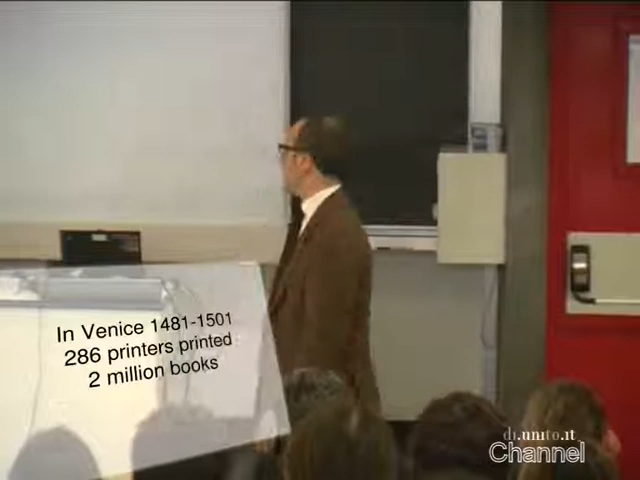 In Venice 1481-1501
286 printers printed
2 million books
di.unito.it
Channel